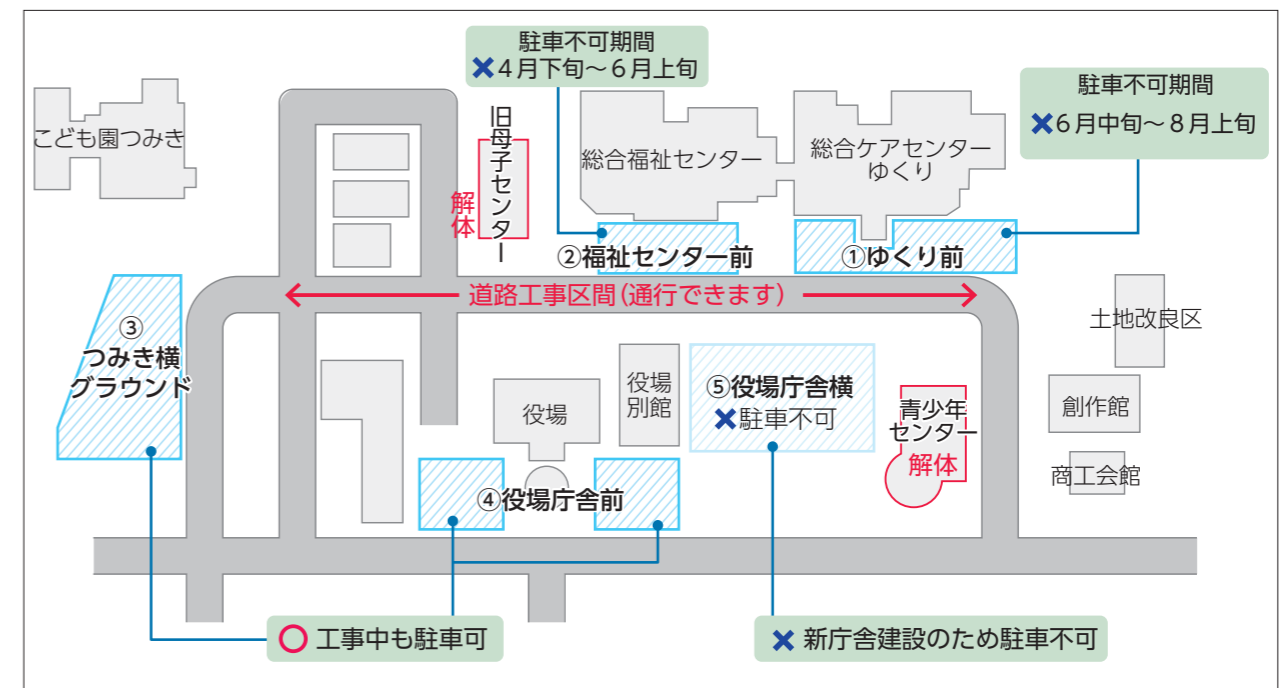 駐車不可期間
×4月下旬～6月上旬
駐車不可期間
×6月中旬～8月上旬
こども園つみき
旧母子センター
解体
総合福祉センター
総合ケアセンター
ゆくり
②福祉センター前
①ゆくり前
道路工事区間(通行できます)
③
つみき横
グラウンド
土地改良区
役場
役場
別館
⑤役場庁舎横
×駐車不可
青少年
センター
解体
創作館
商工会館
④役場庁舎前
○ 工事中も駐車可
× 新庁舎建設のため駐車不可